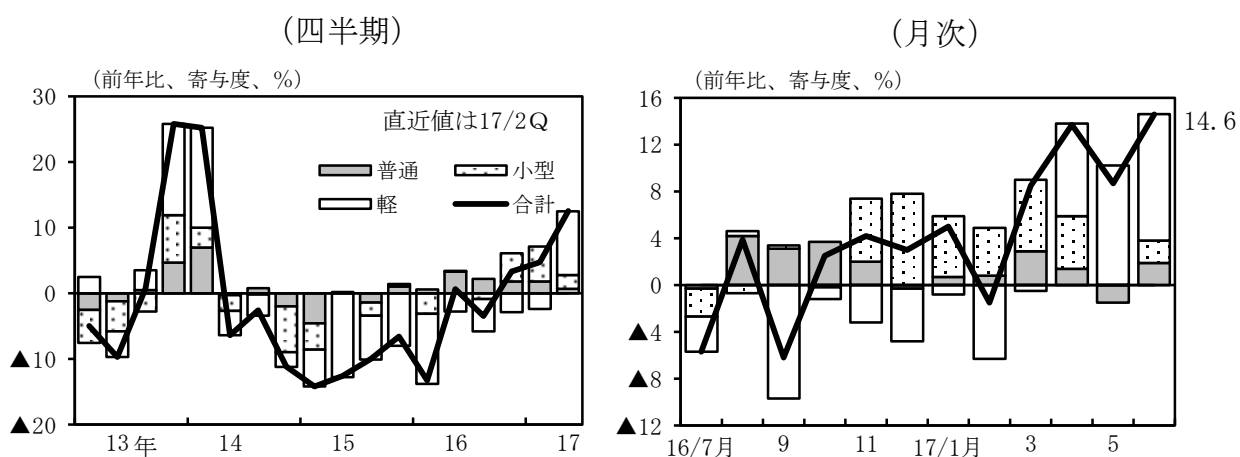 （四半期）
（前年比、寄与度、％）
直近値は17/2Q
普通
小型
軽
合計
30
20
10
0
▲10
▲20
13年
14
15
16
17
（月次）
（前年比、寄与度、％）
16
12
8
4
0
▲4
▲8
▲12
14.6
16/7月
9
11
17/1月
3
5